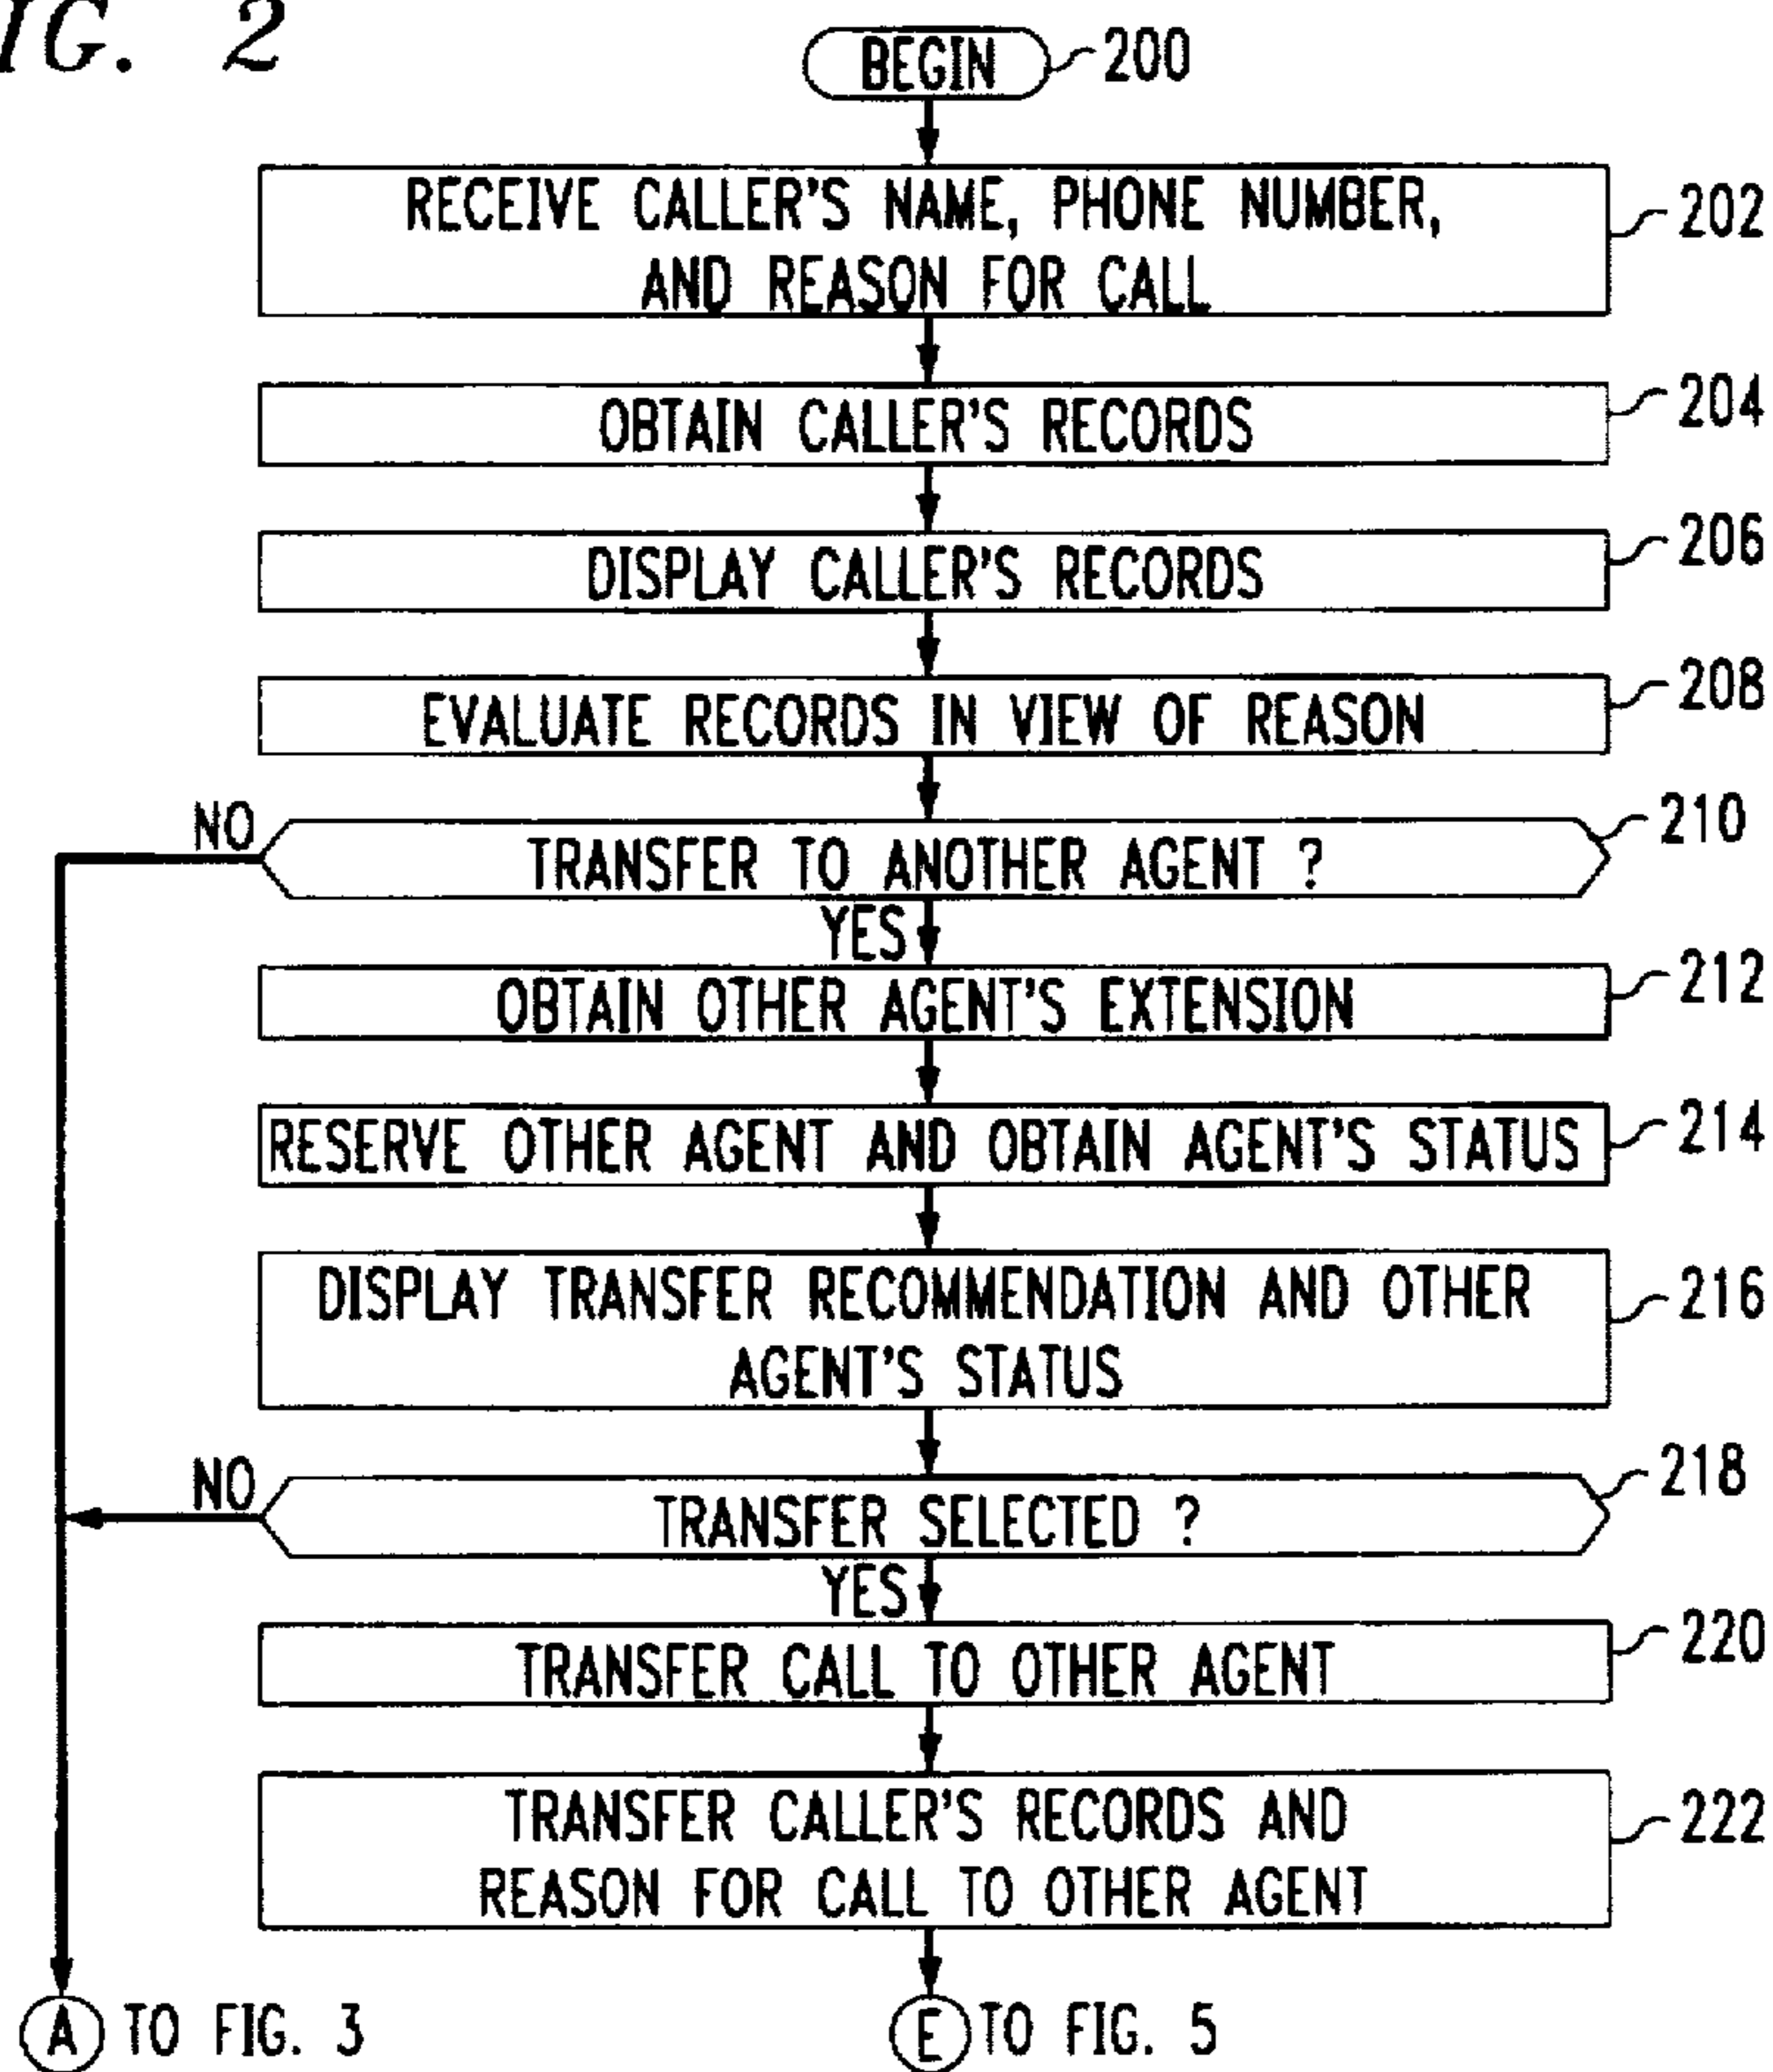 IG. 2
BEGIN 200
RECEIVE CALLER'S NAME, PHONE NUMBER,
AND REASON FOR CALL
202
OBTAIN CALLER'S RECORDS 204
DISPLAY CALLER'S RECORDS 206
EVALUATE RECORDS IN VIEW OF REASON 208
NO
TRANSFER TO ANOTHER AGENT ? 210
YES
OBTAIN OTHER AGENT'S EXTENSION 212
RESERVE OTHER AGENT AND OBTAIN AGENT'S STATUS 214
DISPLAY TRANSFER RECOMMENDATION AND OTHER
AGENT'S STATUS
216
NO
TRANSFER SELECTED ? 218
YES
TRANSFER CALL TO OTHER AGENT 220
TRANSFER CALLER'S RECORDS AND
REASON FOR CALL TO OTHER AGENT
222
A TO FIG. 3
E TO FIG. 5